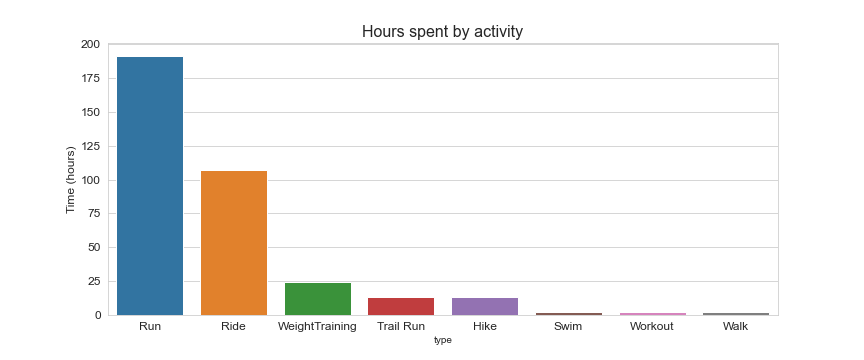 Hours spent by activity
Time (hours)
200
175
150
125
100
75
50
25
0
Run Ride WeightTraining Trail Run Hike Swim Workout Walk
type